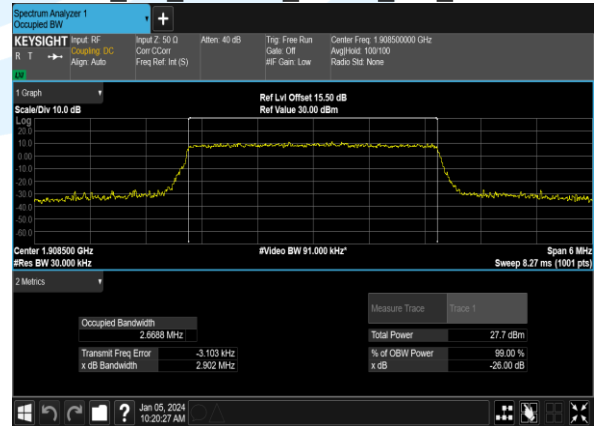 Spectrum Analyzer 1
Occupied BW
+
KEYSIGHT Input: RF Input Z: 50 Ω Atten: 40 dB Trig: Free Run Center Freq: 1.908500000 GHz
R T Coupling: DC Corr CCorr Gate: Off Avg|Hold: 100/100
Align: Auto Freq Ref: Int (S) #IF Gain: Low Radio Std: None
1 Graph
Ref Lvl Offset 15.50 dB
Scale/Div 10.0 dB Ref Value 30.00 dBm
Log
20.0
10.0
0.00
-10.0
-20.0
-30.0
-40.0
-50.0
-60.0
Center 1.908500 GHz #Video BW 91.000 kHz* Span 6 MHz
#Res BW 30.000 kHz Sweep 8.27 ms (1001 pts)
2 Metrics
Measure Trace Trace 1
Occupied Bandwidth
2.6688 MHz Total Power 27.7 dBm
Transmit Freq Error -3.103 kHz % of OBW Power 99.00 %
x dB Bandwidth 2.902 MHz x dB -26.00 dB
? Jan 05, 2024
10:20:27 AM